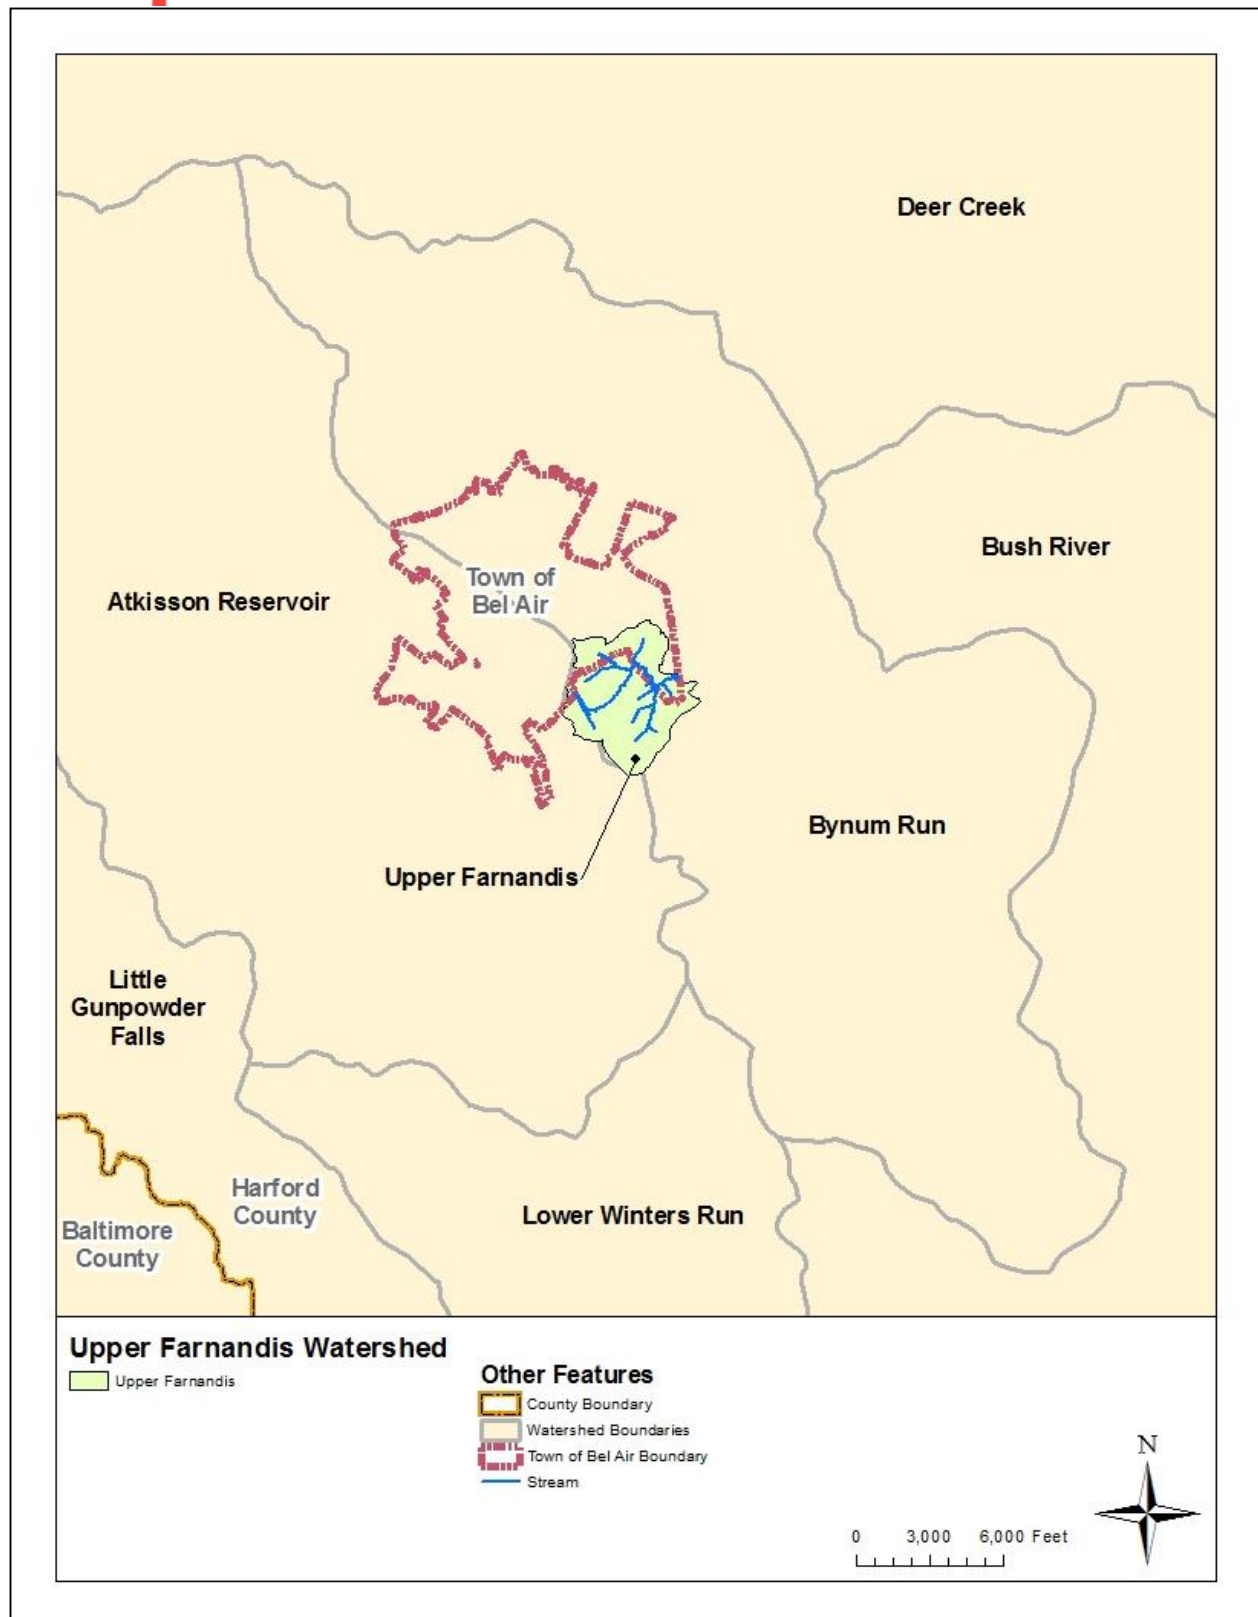 Deer Creek
Bush River
Town of
Bel Air
Atkisson Reservoir
Bynum Run
Upper Farnandis
Little
Gunpowder
Falls
Harford
County
Lower Winters Run
Baltimore
County
Upper Farnandis Watershed
Upper Farnandis
Other Features
County Boundary
Watershed Boundaries
Town of Bel Air Boundary
Stream
N
0 3,000 6,000 Feet